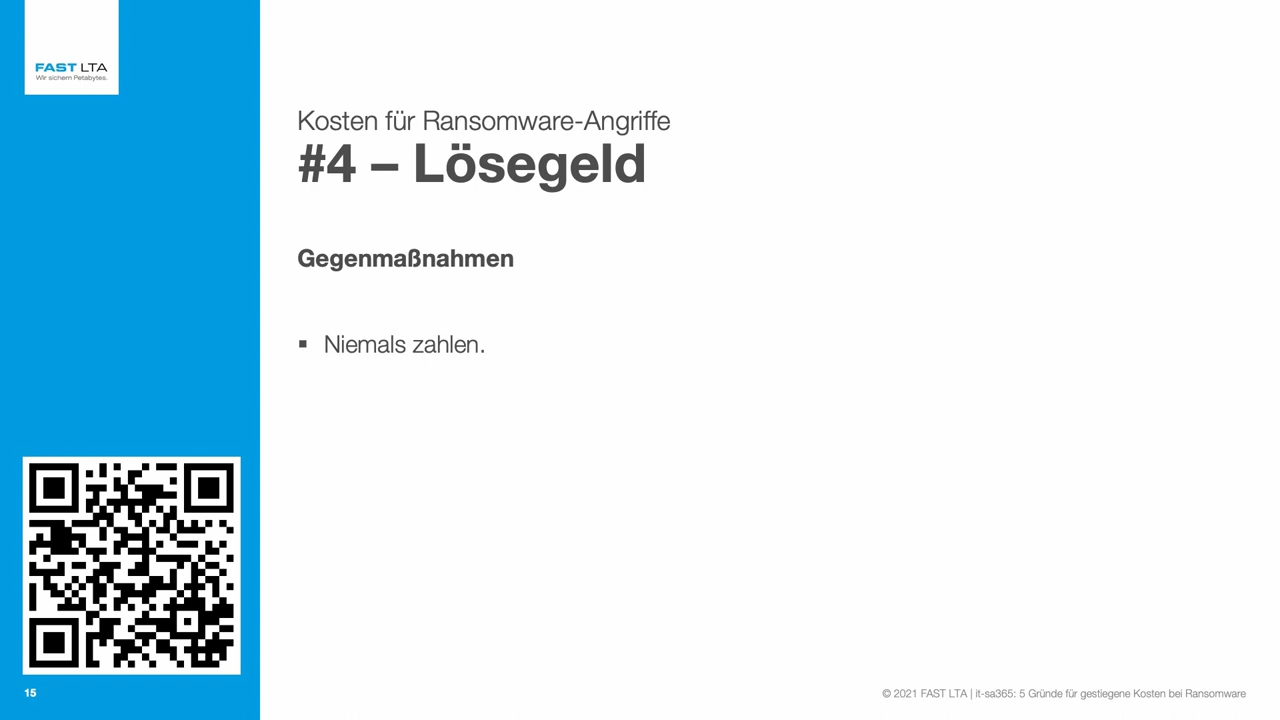 FAST LTA
Wir sichern Petabytes.
Kosten für Ransomware-Angriffe
#4 – Lösegeld
Gegenmaßnahmen
▪ Niemals zahlen.
15
© 2021 FAST LTA | it-sa365: 5 Gründe für gestiegene Kosten bei Ransomware